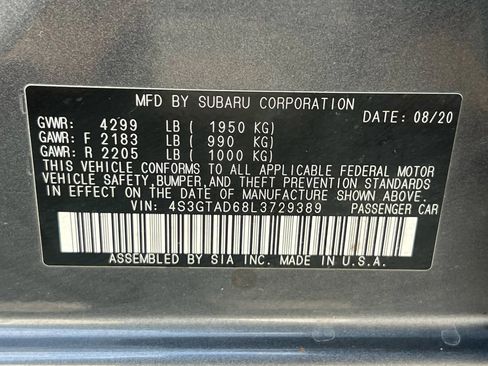 MFD BY SUBARU CORPORATION DATE: 08/20
GVWR: 4299 LB ( 1950 KG)
GAWR: F 2183 LB ( 990 KG)
GAWR: R 2205 LB ( 1000 KG)
THIS VEHICLE CONFORMS TO ALL APPLICABLE FEDERAL MOTOR
VEHICLE SAFETY, BUMPER, AND THEFT PREVENTION STANDARDS
IN EFFECT ON THE DATE OF MANUFACTURE SHOWN ABOVE.
VIN: 4S3GTAD68L3729389 PASSENGER CAR
ASSEMBLED BY SIA INC. MADE IN U.S.A.